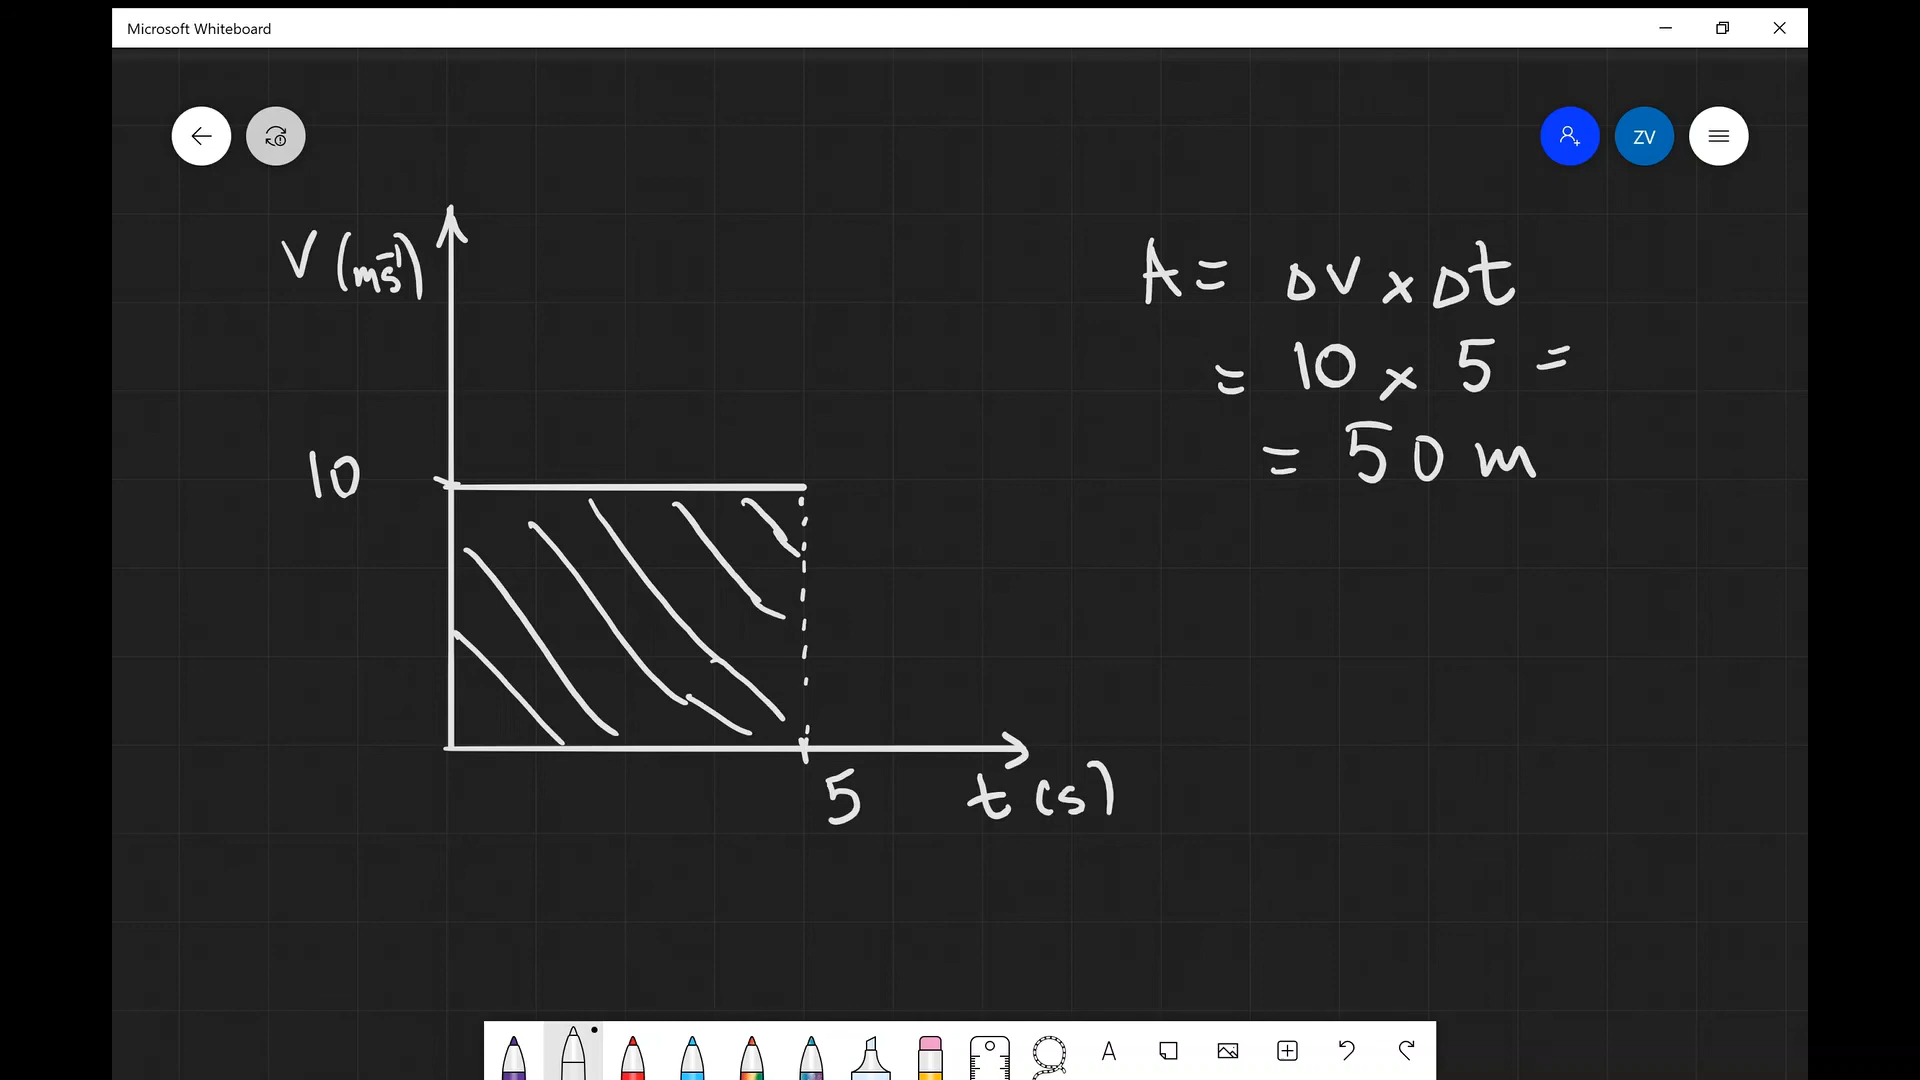 Microsoft Whiteboard
ZV
V (ms⁻¹)
A = ΔV × Δt
= 10 × 5 =
= 50 m
10
5
t (s)
A